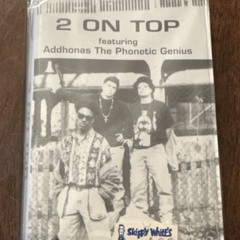 2 ON TOP
featuring
Addhonas The Phonetic Genius
Skippy White's